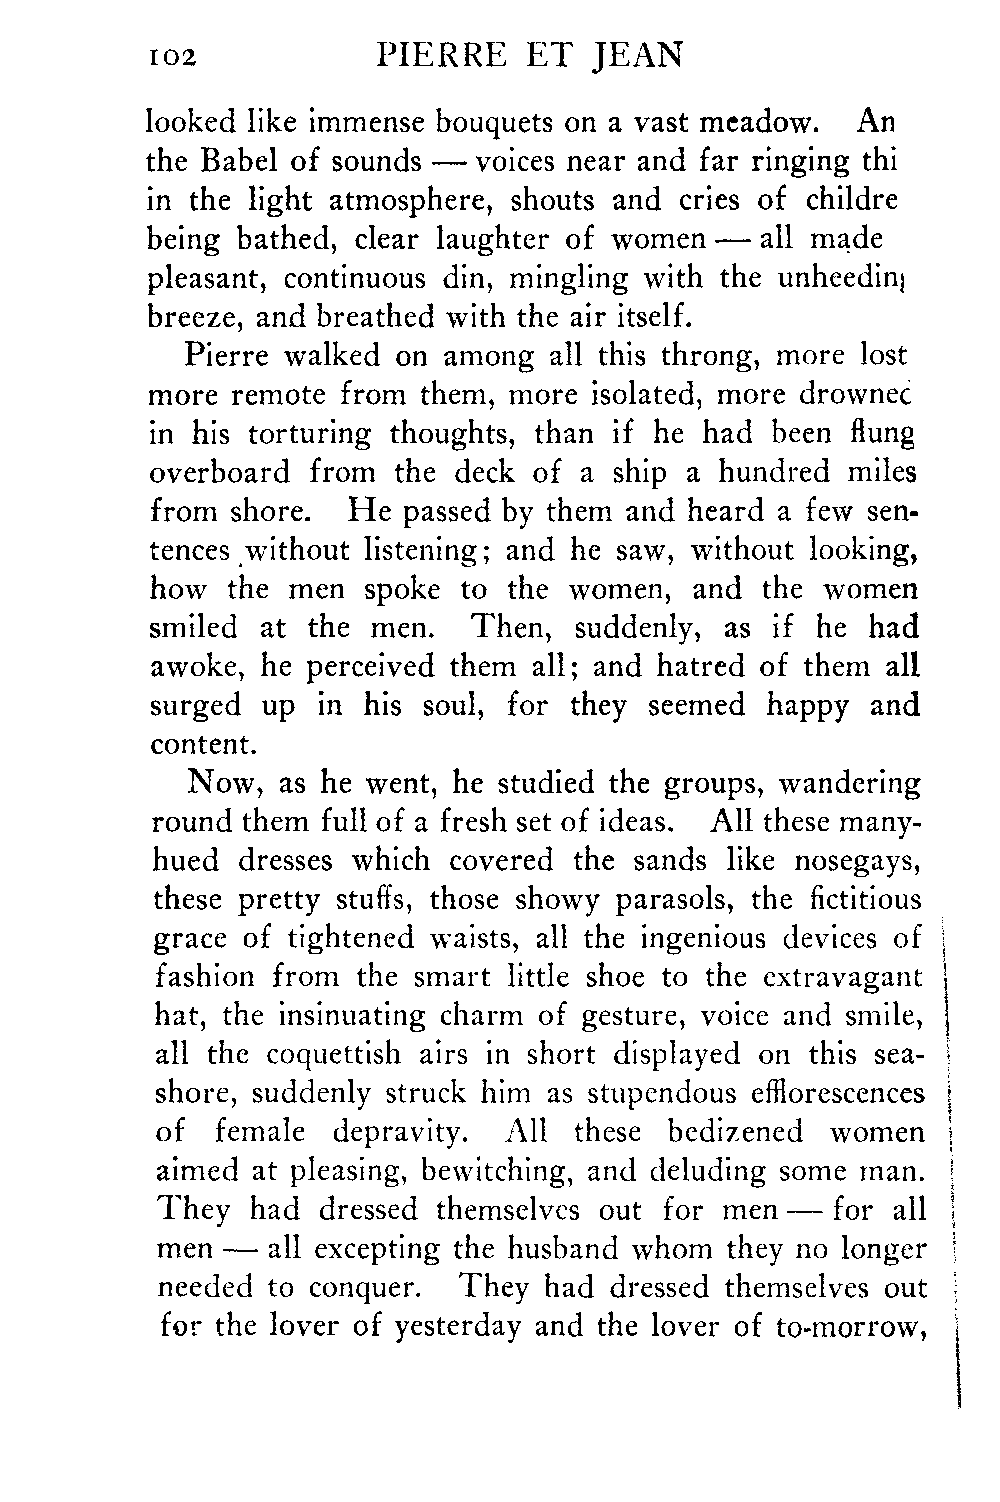 102 PIERRE ET JEAN
looked like immense bouquets on a vast meadow. An
the Babel of sounds — voices near and far ringing thi
in the light atmosphere, shouts and cries of childre
being bathed, clear laughter of women — all made
pleasant, continuous din, mingling with the unheedin
breeze, and breathed with the air itself.
Pierre walked on among all this throng, more lost
more remote from them, more isolated, more drowned
in his torturing thoughts, than if he had been flung
overboard from the deck of a ship a hundred miles
from shore. He passed by them and heard a few sen-
tences without listening; and he saw, without looking,
how the men spoke to the women, and the women
smiled at the men. Then, suddenly, as if he had
awoke, he perceived them all; and hatred of them all
surged up in his soul, for they seemed happy and
content.
Now, as he went, he studied the groups, wandering
round them full of a fresh set of ideas. All these many-
hued dresses which covered the sands like nosegays,
these pretty stuffs, those showy parasols, the fictitious
grace of tightened waists, all the ingenious devices of
fashion from the smart little shoe to the extravagant
hat, the insinuating charm of gesture, voice and smile,
all the coquettish airs in short displayed on this sea-
shore, suddenly struck him as stupendous efflorescences
of female depravity. All these bedizened women
aimed at pleasing, bewitching, and deluding some man.
They had dressed themselves out for men — for all
men — all excepting the husband whom they no longer
needed to conquer. They had dressed themselves out
for the lover of yesterday and the lover of to-morrow,